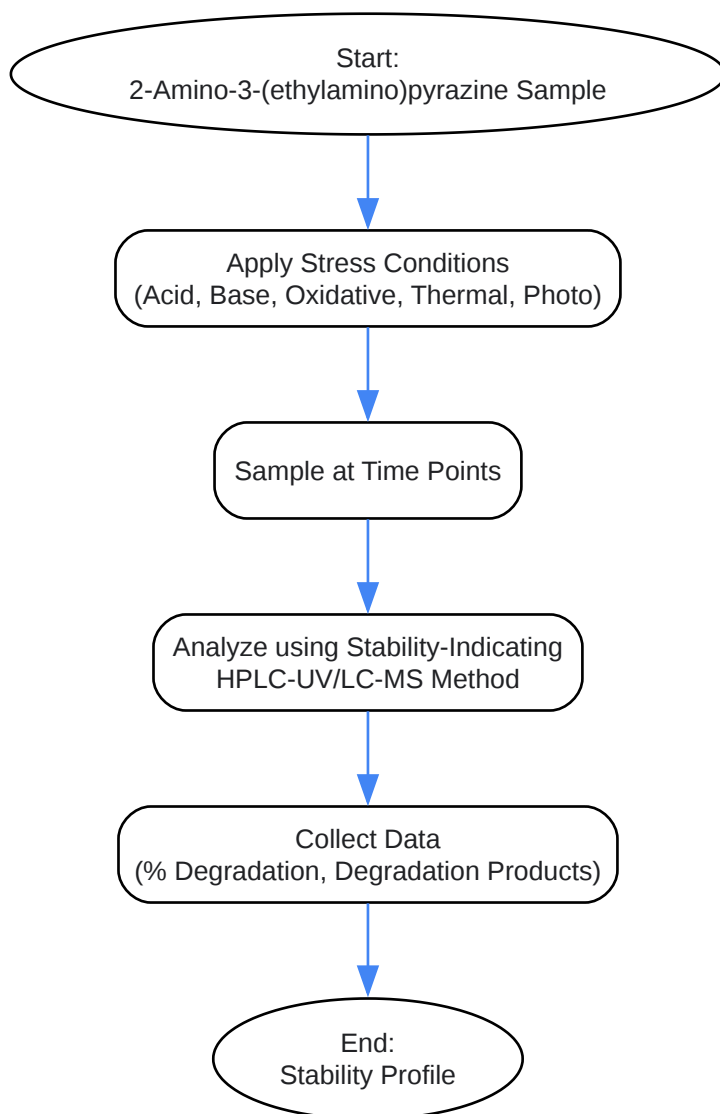 Start:
2-Amino-3-(ethylamino)pyrazine Sample
Apply Stress Conditions
(Acid, Base, Oxidative, Thermal, Photo)
Sample at Time Points
Analyze using Stability-Indicating
HPLC-UV/LC-MS Method
Collect Data
(% Degradation, Degradation Products)
End:
Stability Profile